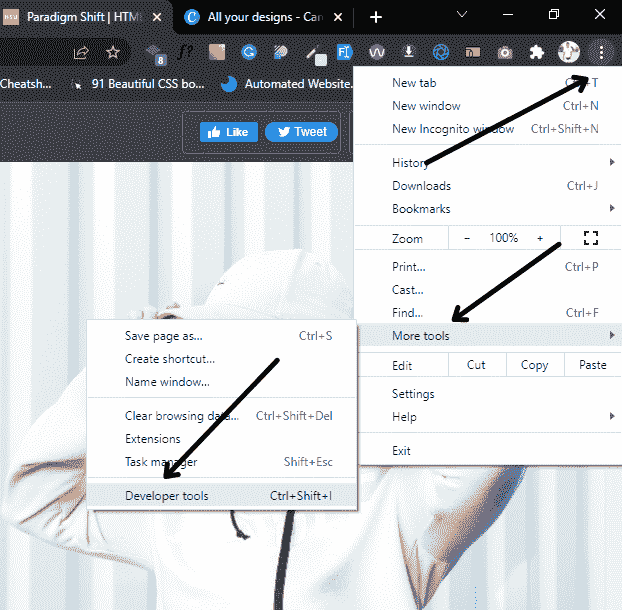 Paradigm Shift | HTML
All your designs - Can
8
Cheatsh...
91 Beautiful CSS bo...
Automated Website.
Like
Tweet
New tab Ctrl+T
New window Ctrl+N
New Incognito window Ctrl+Shift+N
History
Downloads Ctrl+J
Bookmarks
Zoom - 100% +
Print... Ctrl+P
Cast...
Find... Ctrl+F
More tools
Edit Cut Copy Paste
Settings
Help
Exit
Save page as... Ctrl+S
Create shortcut...
Name window...
Clear browsing data... Ctrl+Shift+Del
Extensions
Task manager Shift+Esc
Developer tools Ctrl+Shift+I